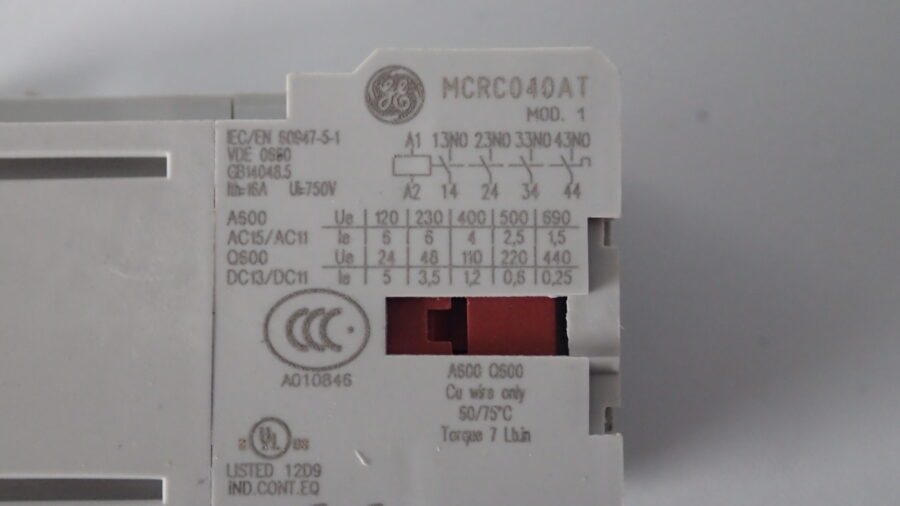 GE
MCRC040AT
MOD. 1
IEC/EN 60947-5-1
VDE 0660
GB14048.5
Ith=16A Ui=750V
A1 13NO 23NO 33NO 43NO
A2 14 24 34 44
A600 Ue 120 230 400 500 690
AC15/AC11 Ie 6 6 4 2,5 1,5
Q600 Ue 24 48 110 220 440
DC13/DC11 Ie 5 3,5 1,2 0,6 0,25
CCC
A010846
A600 Q600
Cu wire only
60/75°C
Torque 7 Lb.in
c UL us
LISTED 12D9
IND.CONT.EQ